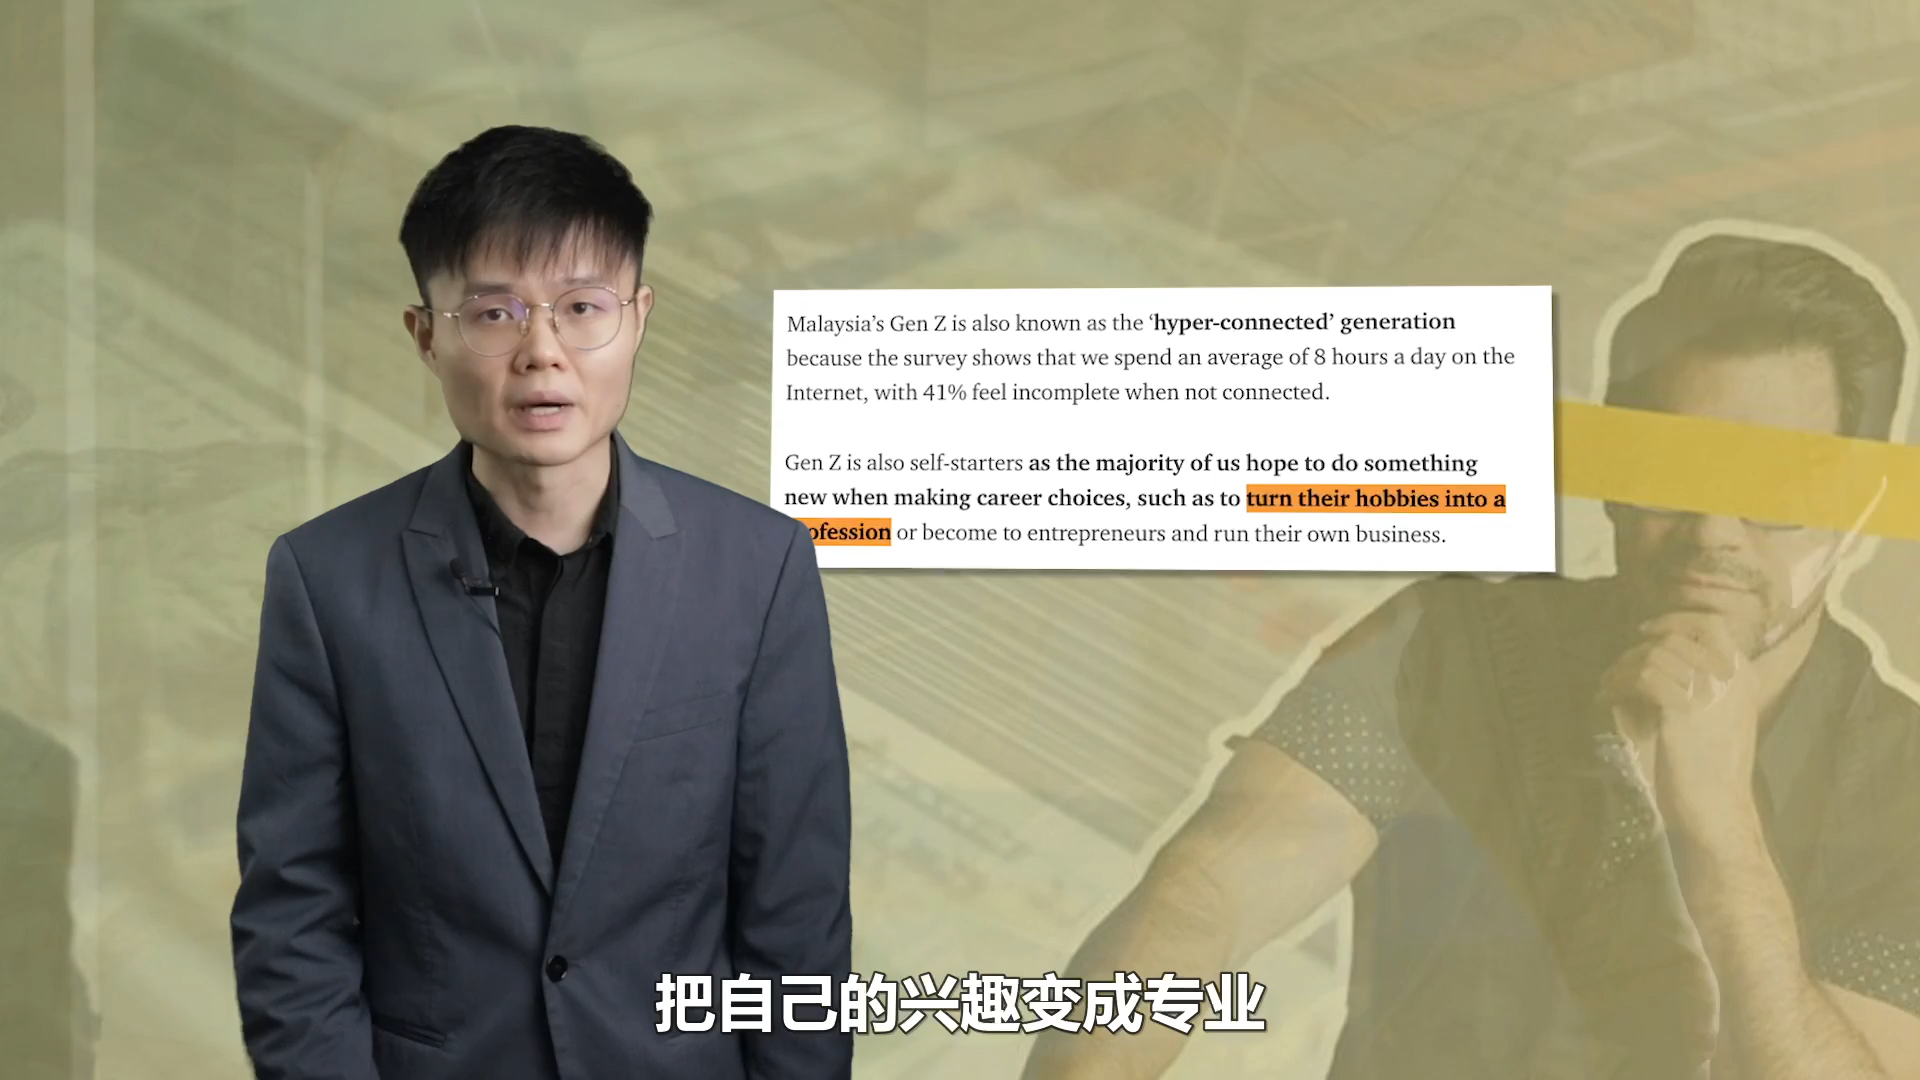 Malaysia’s Gen Z is also known as the ‘hyper-connected’ generation
because the survey shows that we spend an average of 8 hours a day on the
Internet, with 41% feel incomplete when not connected.
Gen Z is also self-starters as the majority of us hope to do something
new when making career choices, such as to turn their hobbies into a
ofession or become to entrepreneurs and run their own business.
把自己的兴趣变成专业